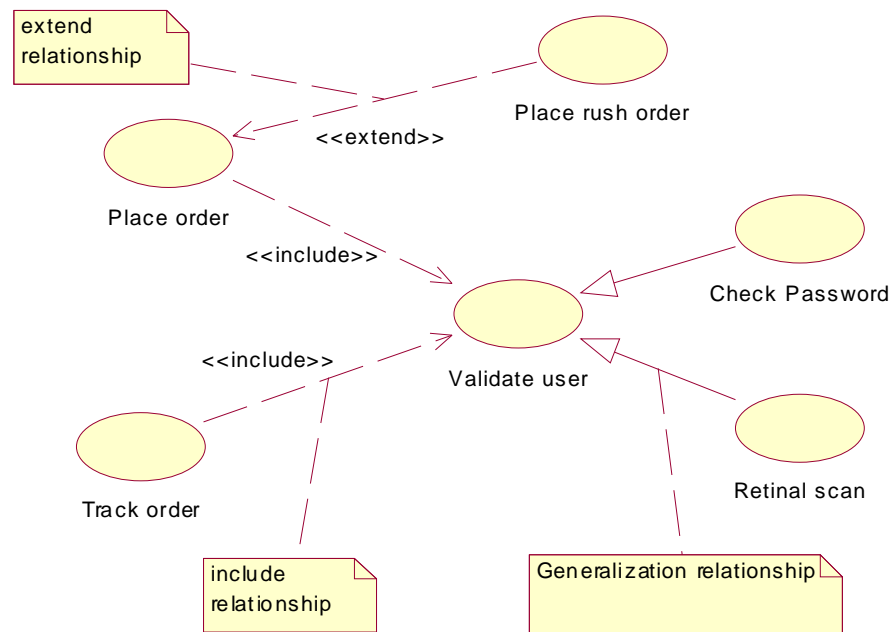 extend
relationship
Place rush order
<<extend>>
Place order
<<include>>
Check Password
<<include>>
Validate user
Retinal scan
Track order
include
relationship
Generalization relationship